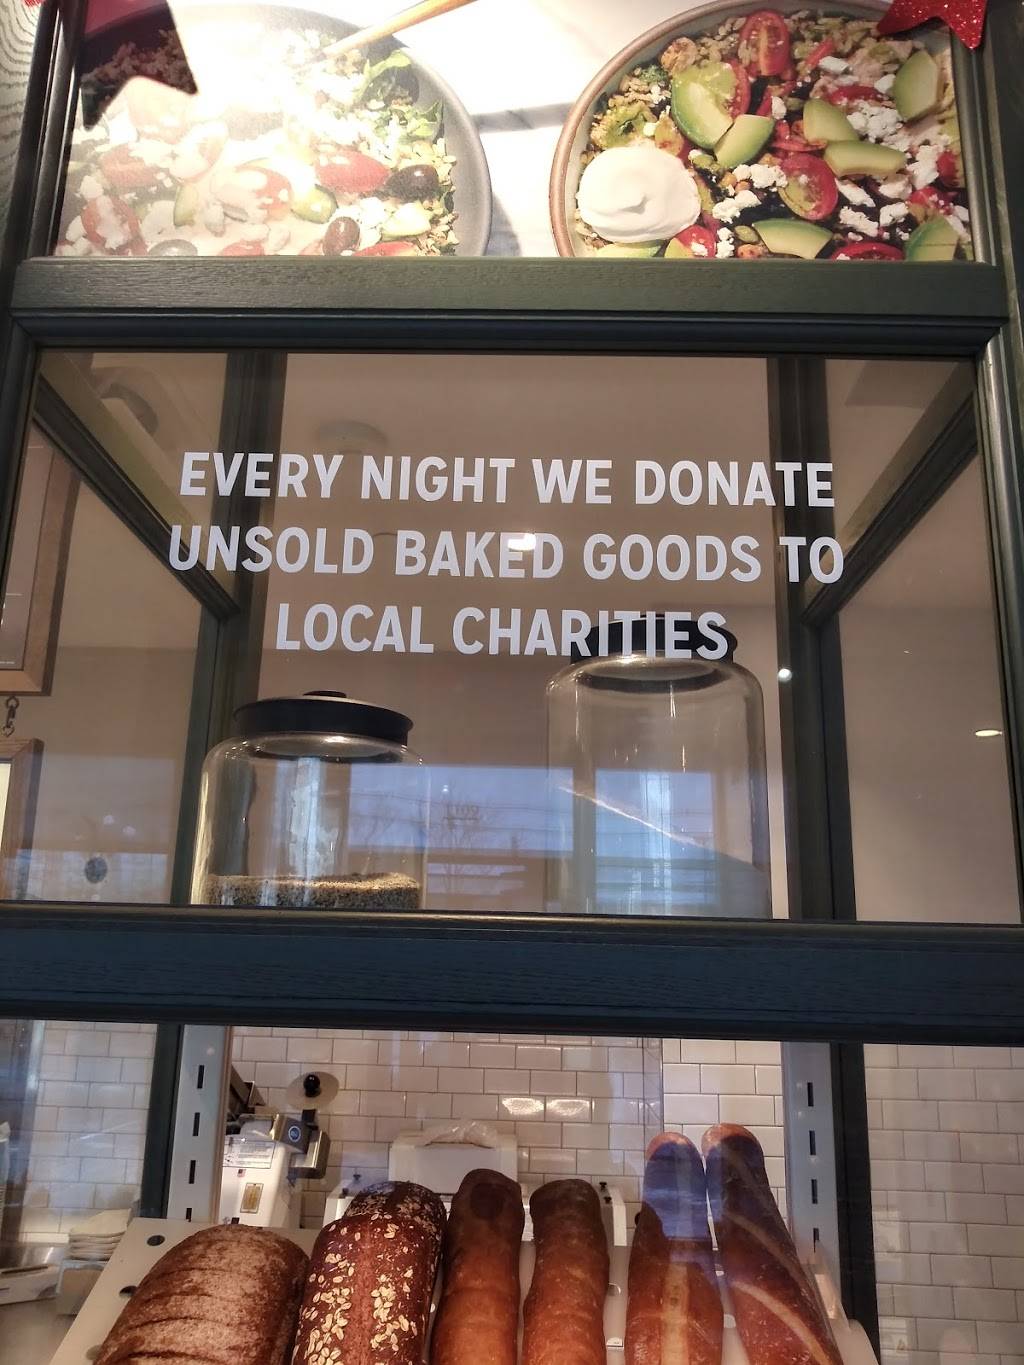 EVERY NIGHT WE DONATE
UNSOLD BAKED GOODS TO
LOCAL CHARITIES